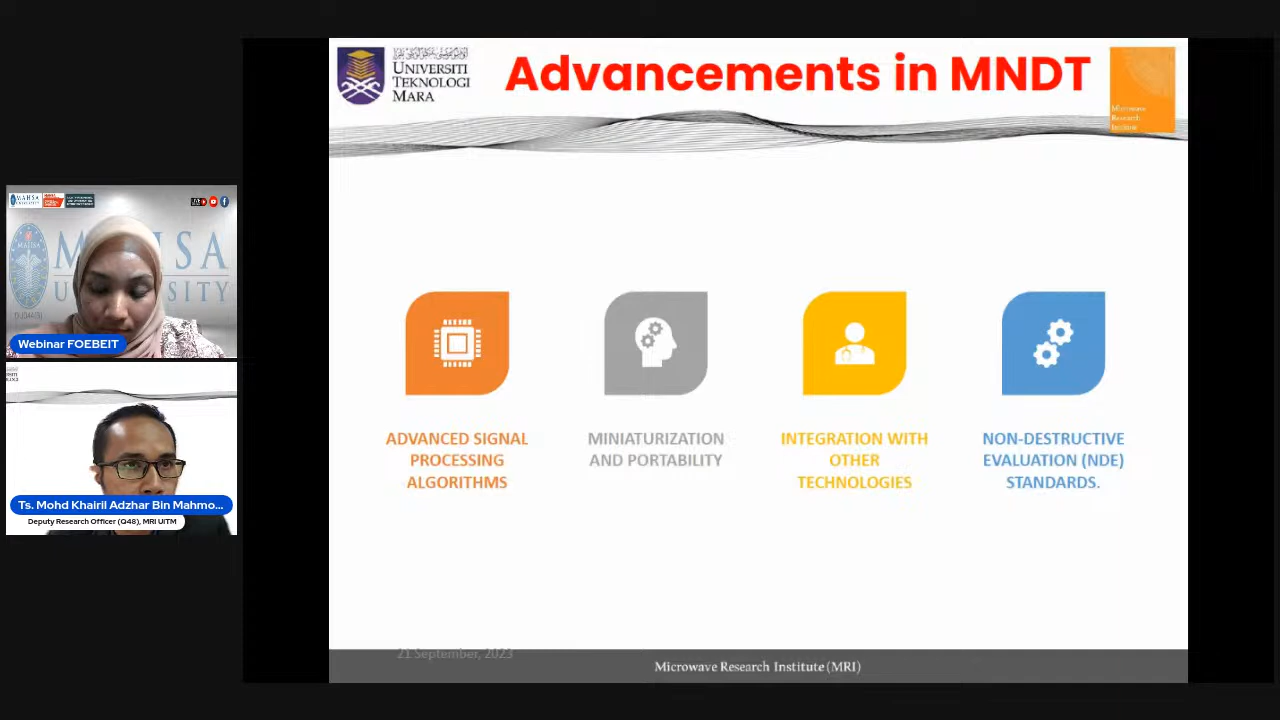 UNIVERSITI
TEKNOLOGI
MARA
Advancements in MNDT
Microwave
Research
Institute
MAHSA
UNIVERSITY
Webinar FOEBEIT
Ts. Mohd Khairil Adzhar Bin Mahmo...
Deputy Research Officer (Q48), MRI UiTM
ADVANCED SIGNAL
PROCESSING
ALGORITHMS
MINIATURIZATION
AND PORTABILITY
INTEGRATION WITH
OTHER
TECHNOLOGIES
NON-DESTRUCTIVE
EVALUATION (NDE)
STANDARDS.
21 September, 2023
Microwave Research Institute (MRI)